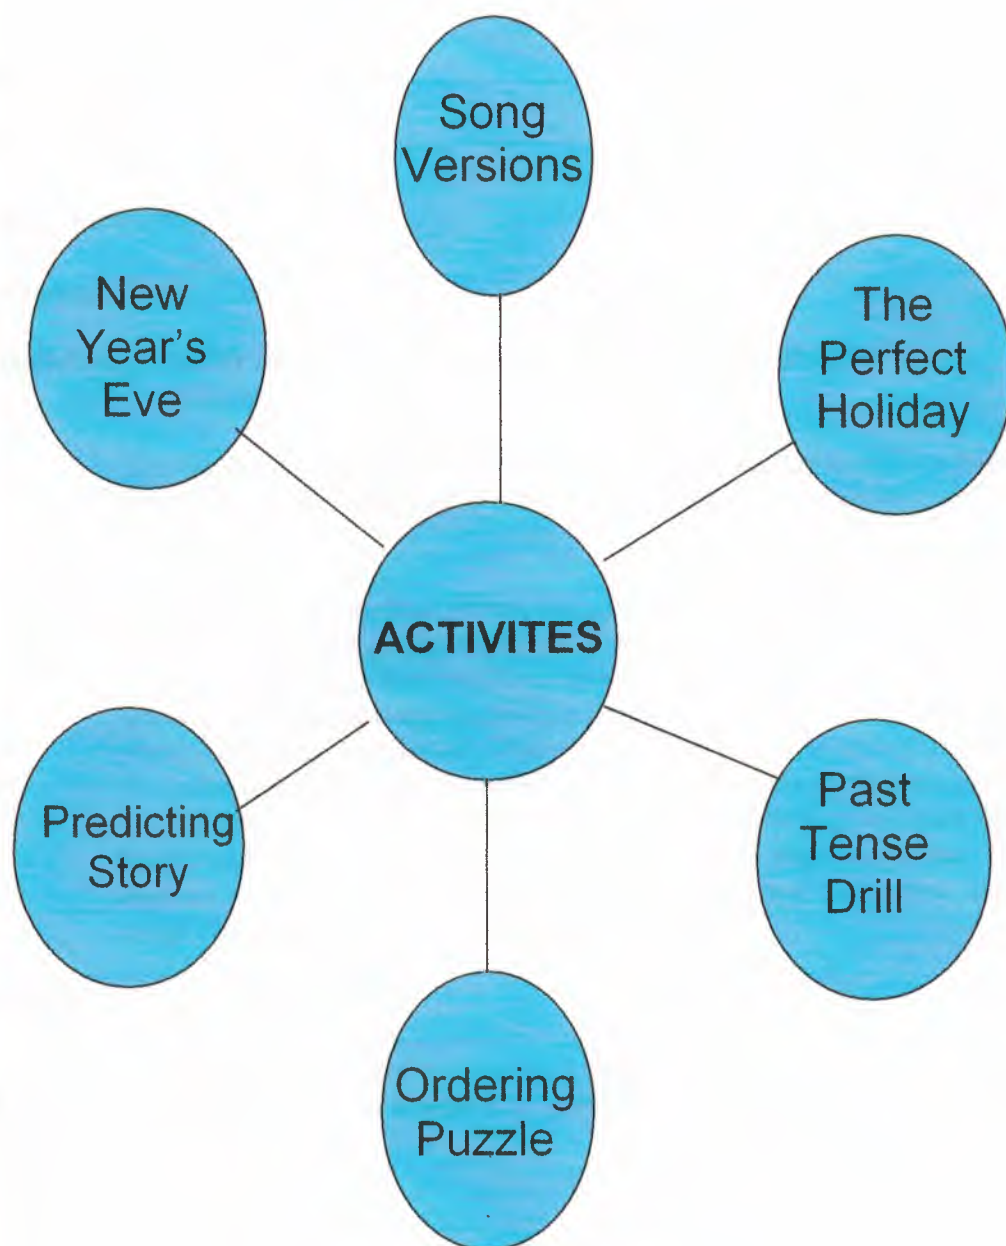 Song
Versions
New
Year's
Eve
The
Perfect
Holiday
ACTIVITES
Predicting
Story
Past
Tense
Drill
Ordering
Puzzle